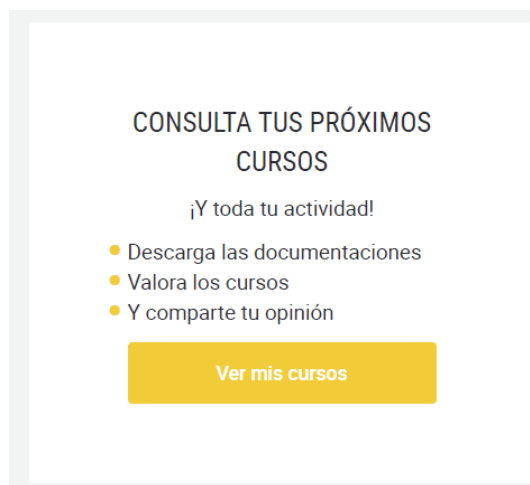 CONSULTA TUS PRÓXIMOS
CURSOS
¡Y toda tu actividad!
Descarga las documentaciones
Valora los cursos
Y comparte tu opinión
Ver mis cursos